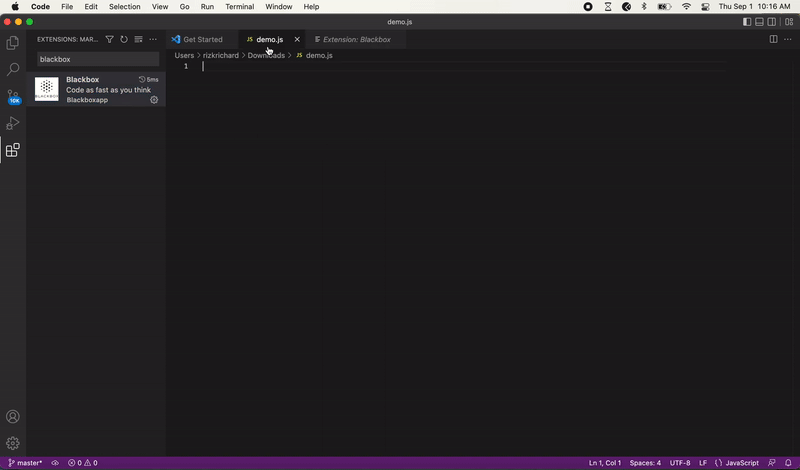 Code File Edit Selection View Go Run Terminal Window Help Thu Sep 1 10:16 AM
demo.js
EXTENSIONS: MAR... Get Started JS demo.js Extension: Blackbox
blackbox
Users > rizkrichard > Downloads > JS demo.js
1
Blackbox 5ms
Code as fast as you think
Blackboxapp
BLACKBOX
10K
master* 0 0 Ln 1, Col 1 Spaces: 4 UTF-8 LF JavaScript